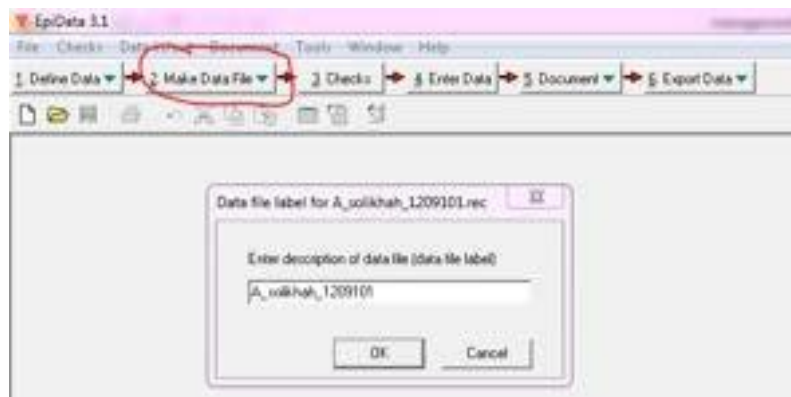 EpiData 3.1
File Checks Data in/out Document Tools Window Help
1 Define Data 2 Make Data File 3 Checks 4 Enter Data 5 Document 6 Export Data
Data file label for A_solikhah_1209101.rec
Enter description of data file (data file label)
A_solikhah_1209101
OK Cancel